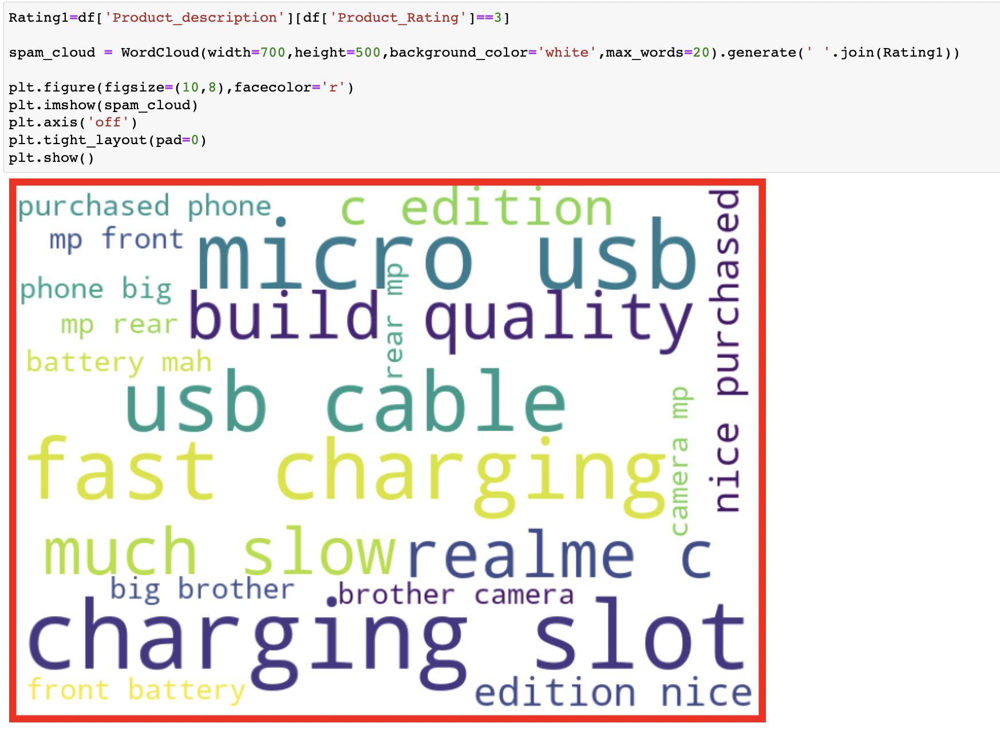 Rating1=df['Product_description'][df['Product_Rating']==3]
spam_cloud = WordCloud(width=700,height=500,background_color='white',max_words=20).generate(' '.join(Rating1))
plt.figure(figsize=(10,8),facecolor='r')
plt.imshow(spam_cloud)
plt.axis('off')
plt.tight_layout(pad=0)
plt.show()
purchased phone
c edition
mp front
micro usb
nice purchased
phone big
rear mp
build quality
mp rear
battery mah
usb cable
camera mp
fast charging
much slow
realme c
big brother
brother camera
charging slot
front battery
edition nice